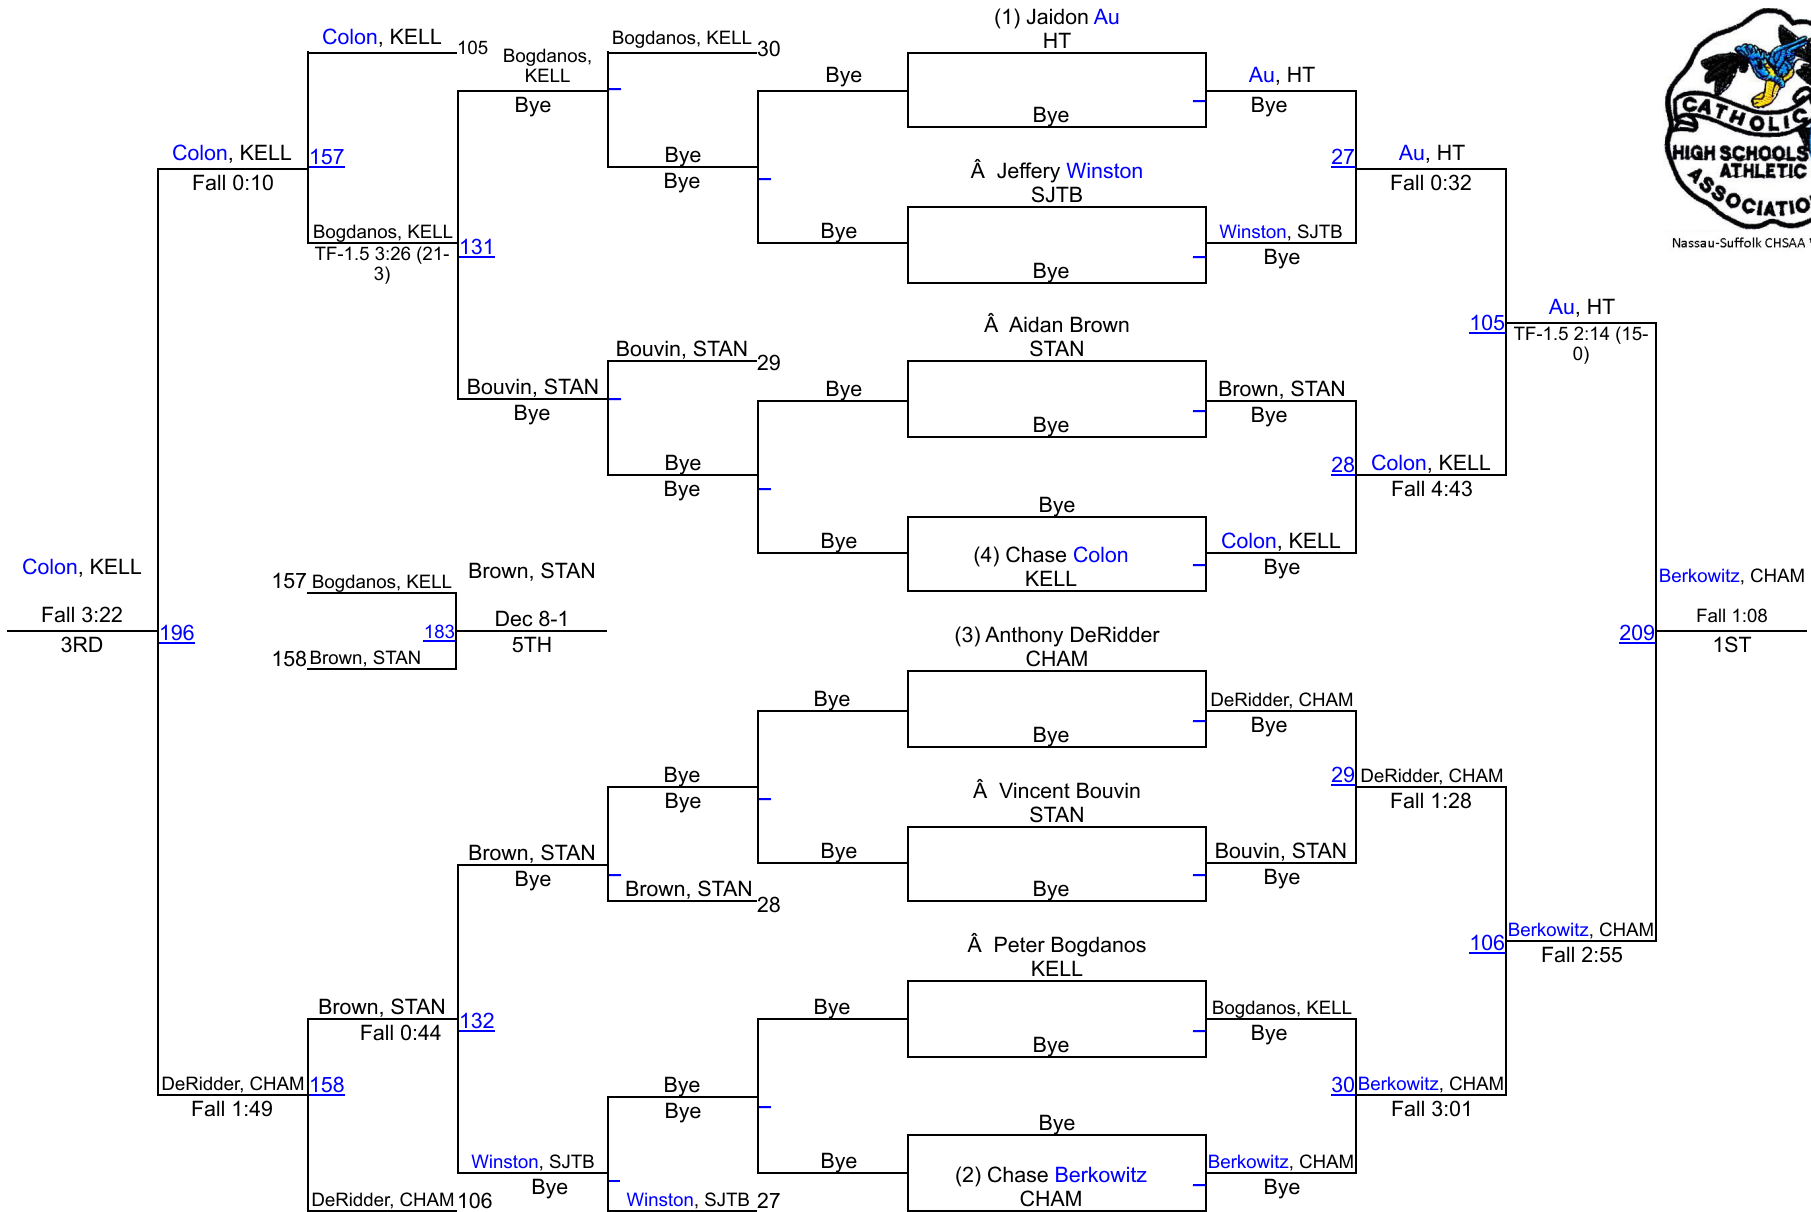 Colon, KELL
105
Bogdanos,
KELL
Bye
Bogdanos, KELL
30
Bye
Bye
Colon, KELL
Fall 0:10
157
Bogdanos, KELL
TF-1.5 3:26 (21-
3)
131
Bouvin, STAN
Bye
Bouvin, STAN
29
Bye
Bye
Colon, KELL
Fall 3:22
3RD
196
157
Bogdanos, KELL
158
Brown, STAN
183
Brown, STAN
Dec 8-1
5TH
Bye
Bye
Brown, STAN
Bye
Brown, STAN
28
Brown, STAN
Fall 0:44
132
DeRidder, CHAM
Fall 1:49
158
DeRidder, CHAM
106
Winston, SJTB
Bye
Bye
Bye
Winston, SJTB
27
Bye
(1) Jaidon Au
HT
Bye
Au, HT
Bye
Bye
Â Jeffery Winston
SJTB
Bye
Winston, SJTB
Bye
27
Au, HT
Fall 0:32
Bye
Â Aidan Brown
STAN
Bye
Brown, STAN
Bye
Bye
Bye
(4) Chase Colon
KELL
Colon, KELL
Bye
28
Colon, KELL
Fall 4:43
105
Au, HT
TF-1.5 2:14 (15-
0)
Bye
(3) Anthony DeRidder
CHAM
Bye
DeRidder, CHAM
Bye
Bye
Â Vincent Bouvin
STAN
Bye
Bouvin, STAN
Bye
29
DeRidder, CHAM
Fall 1:28
Bye
Â Peter Bogdanos
KELL
Bye
Bogdanos, KELL
Bye
Bye
Bye
(2) Chase Berkowitz
CHAM
Berkowitz, CHAM
Bye
30
Berkowitz, CHAM
Fall 3:01
106
Berkowitz, CHAM
Fall 2:55
209
Berkowitz, CHAM
Fall 1:08
1ST
CATHOLIC
HIGH SCHOOLS
ATHLETIC
ASSOCIATIO
Nassau-Suffolk CHSAA